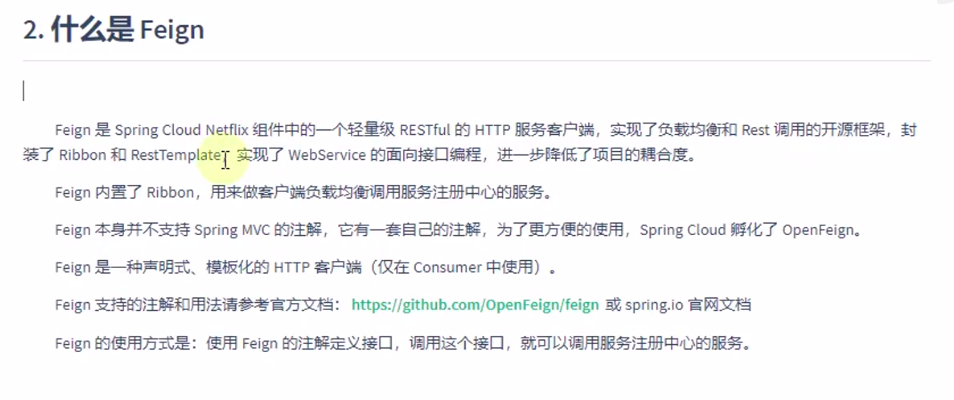 2. 什么是 Feign
Feign 是 Spring Cloud Netflix 组件中的一个轻量级 RESTful 的 HTTP 服务客户端，实现了负载均衡和 Rest 调用的开源框架，封
装了 Ribbon 和 RestTemplate，实现了 WebService 的面向接口编程，进一步降低了项目的耦合度。
Feign 内置了 Ribbon，用来做客户端负载均衡调用服务注册中心的服务。
Feign 本身并不支持 Spring MVC 的注解，它有一套自己的注解，为了更方便的使用，Spring Cloud 孵化了 OpenFeign。
Feign 是一种声明式、模板化的 HTTP 客户端（仅在 Consumer 中使用）。
Feign 支持的注解和用法请参考官方文档：https://github.com/OpenFeign/feign 或 spring.io 官网文档
Feign 的使用方式是：使用 Feign 的注解定义接口，调用这个接口，就可以调用服务注册中心的服务。